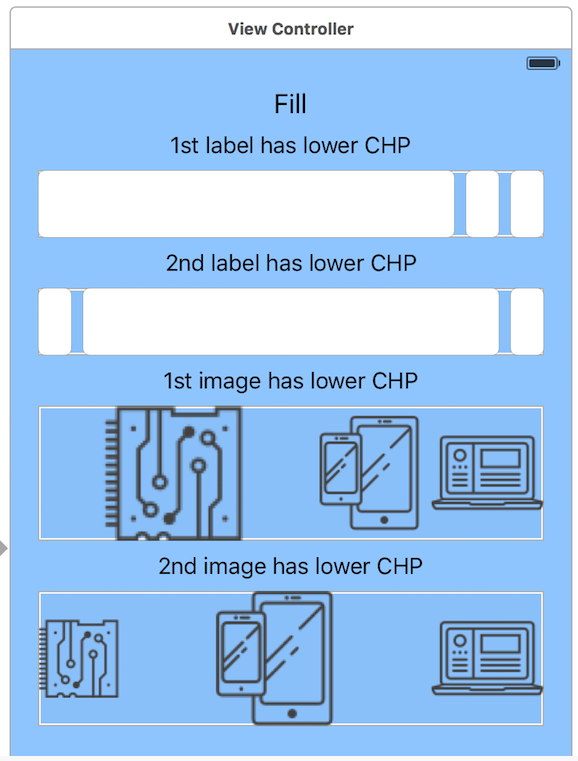 View Controller
Fill
1st label has lower CHP
2nd label has lower CHP
1st image has lower CHP
2nd image has lower CHP